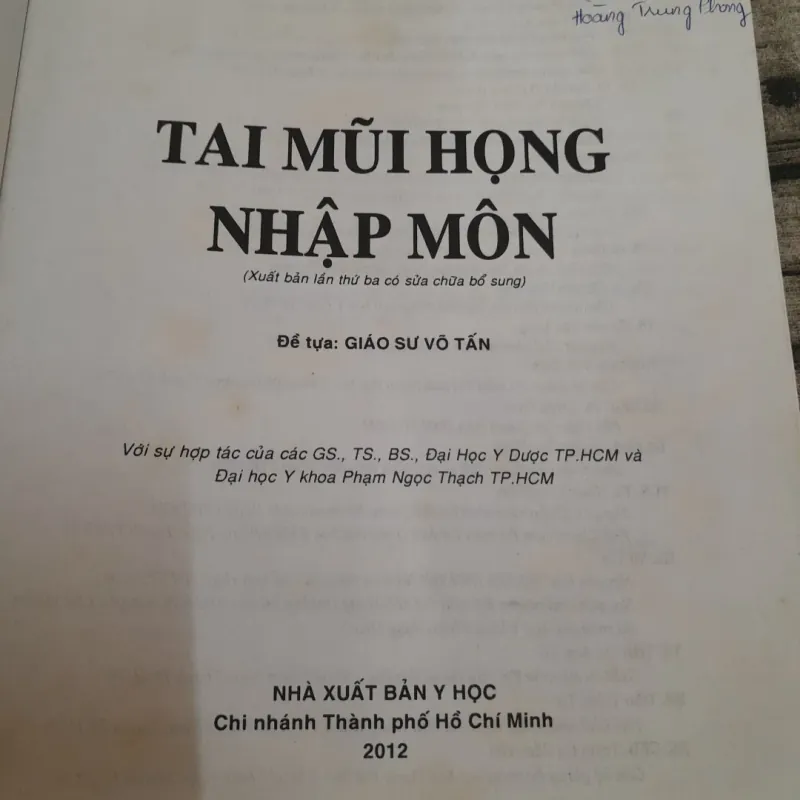 Hoàng Trung Phong
TAI MŨI HỌNG
NHẬP MÔN
(Xuất bản lần thứ ba có sửa chữa bổ sung)
Đề tựa: GIÁO SƯ VÕ TẤN
Với sự hợp tác của các GS., TS., BS., Đại Học Y Dược TP.HCM và
Đại học Y khoa Phạm Ngọc Thạch TP.HCM
NHÀ XUẤT BẢN Y HỌC
Chi nhánh Thành phố Hồ Chí Minh
2012